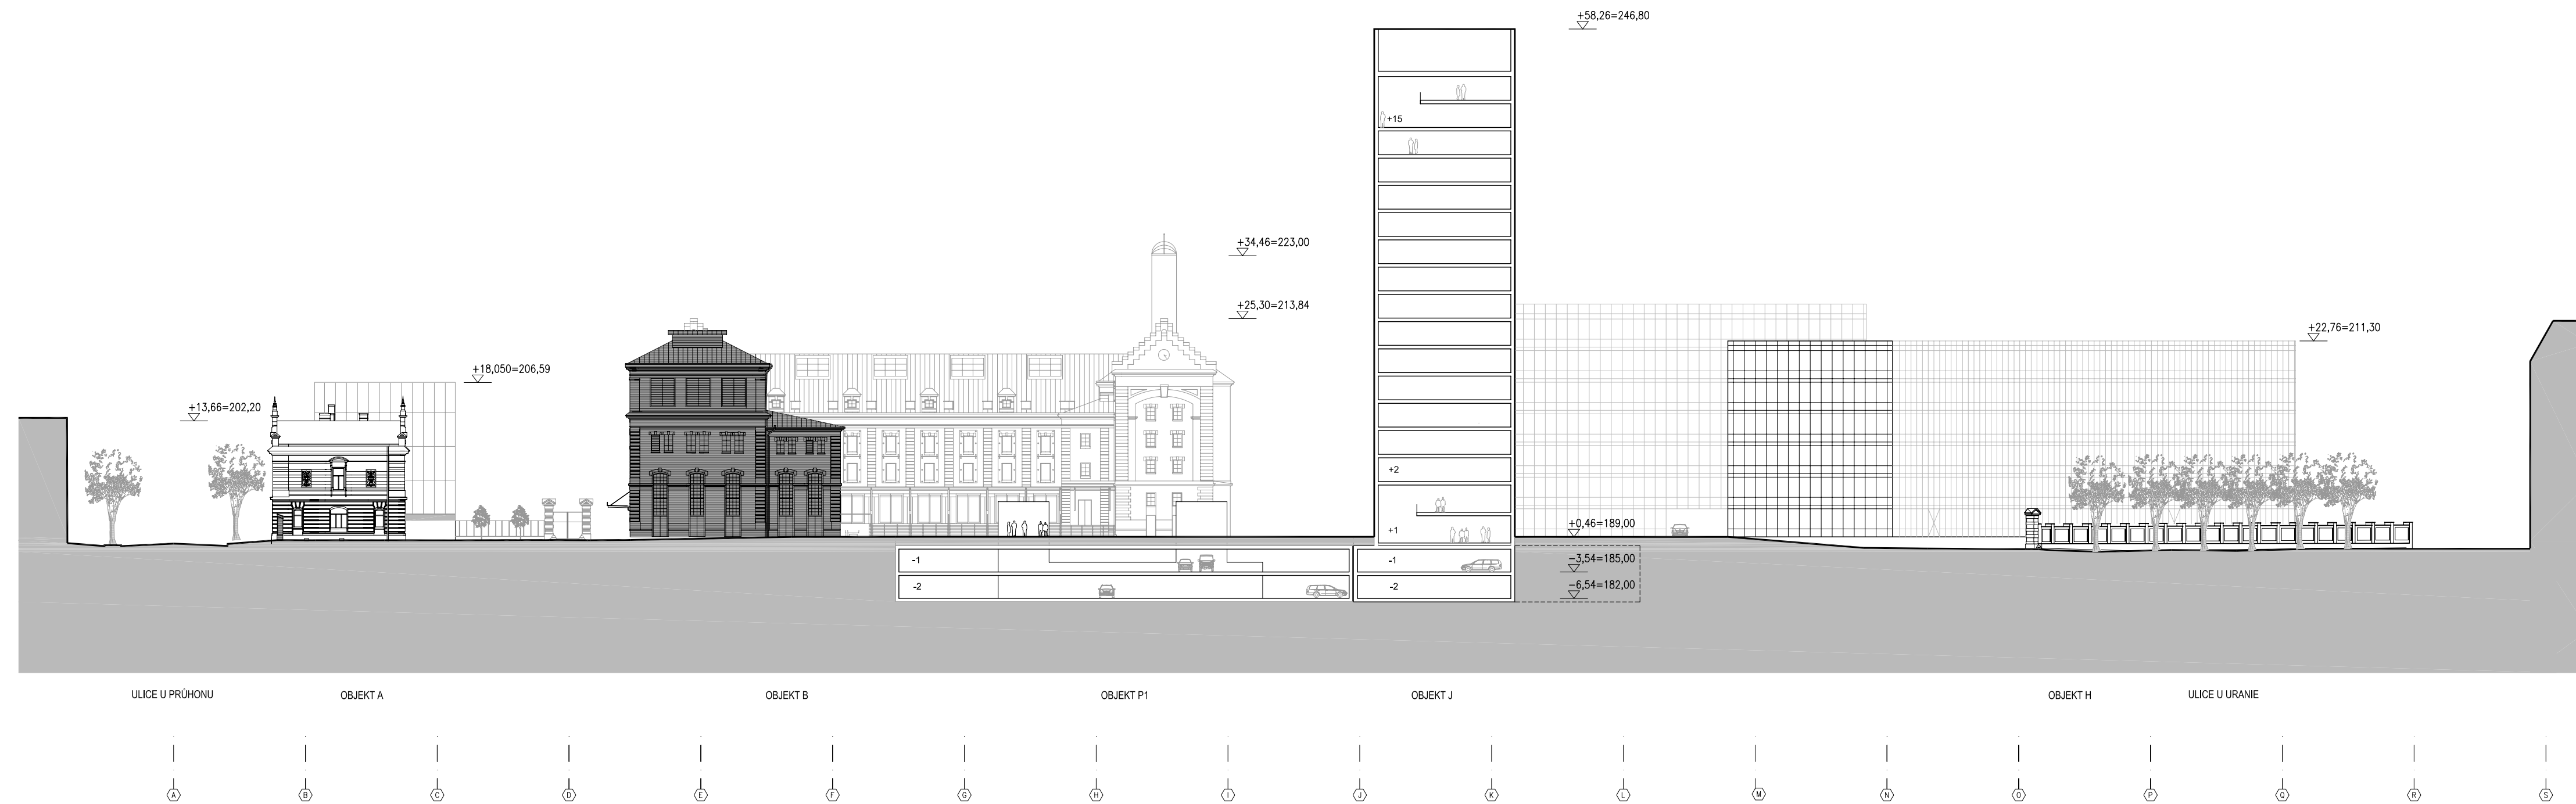 +58,26=246,80
+15
+34,46=223,00
+25,30=213,84
+22,76=211,30
+18,050=206,59
+13,66=202,20
+2
+1
+0,46=189,00
-1
-1
−3,54=185,00
-2
-2
−6,54=182,00
ULICE U PRŮHONU
OBJEKT A
OBJEKT B
OBJEKT P1
OBJEKT J
OBJEKT H
ULICE U URANIE
A
B
C
D
E
F
G
H
I
J
K
L
M
N
O
P
Q
R
S